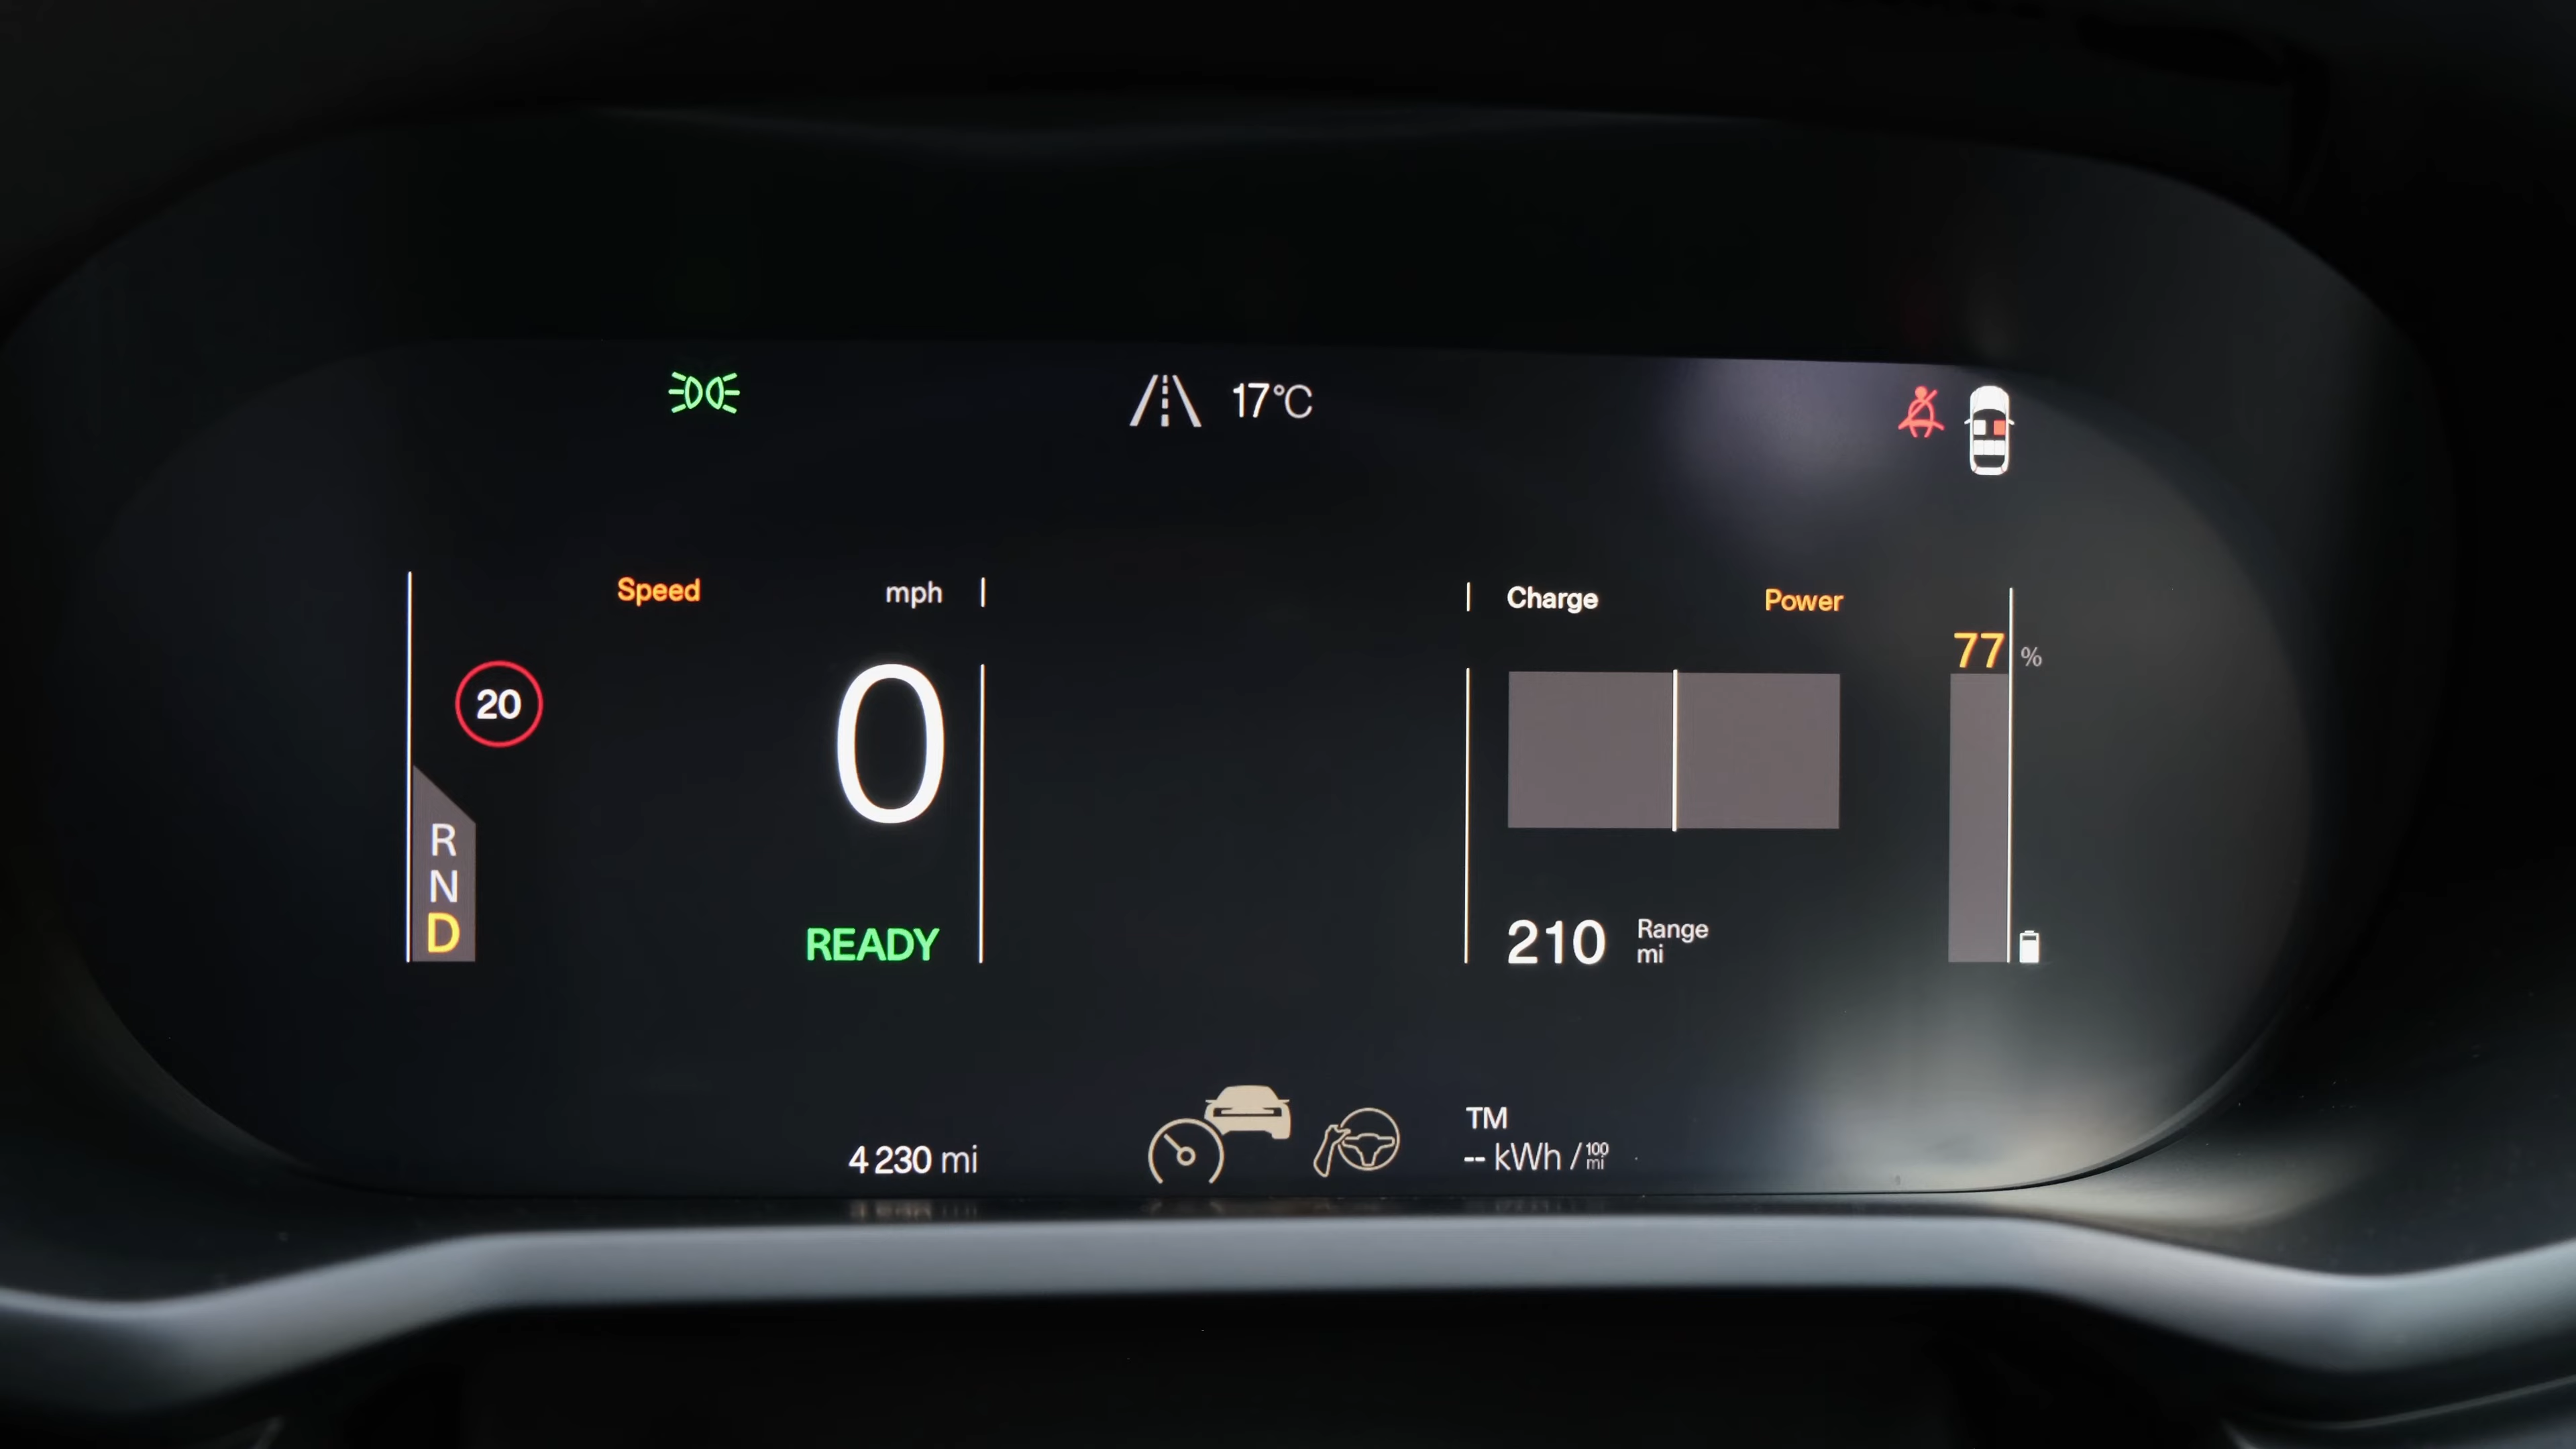 17°C
Speed mph
20
0
R
N
D
READY
Charge Power
77 %
210 Range
mi
4 230 mi
TM
-- kWh / 100 mi